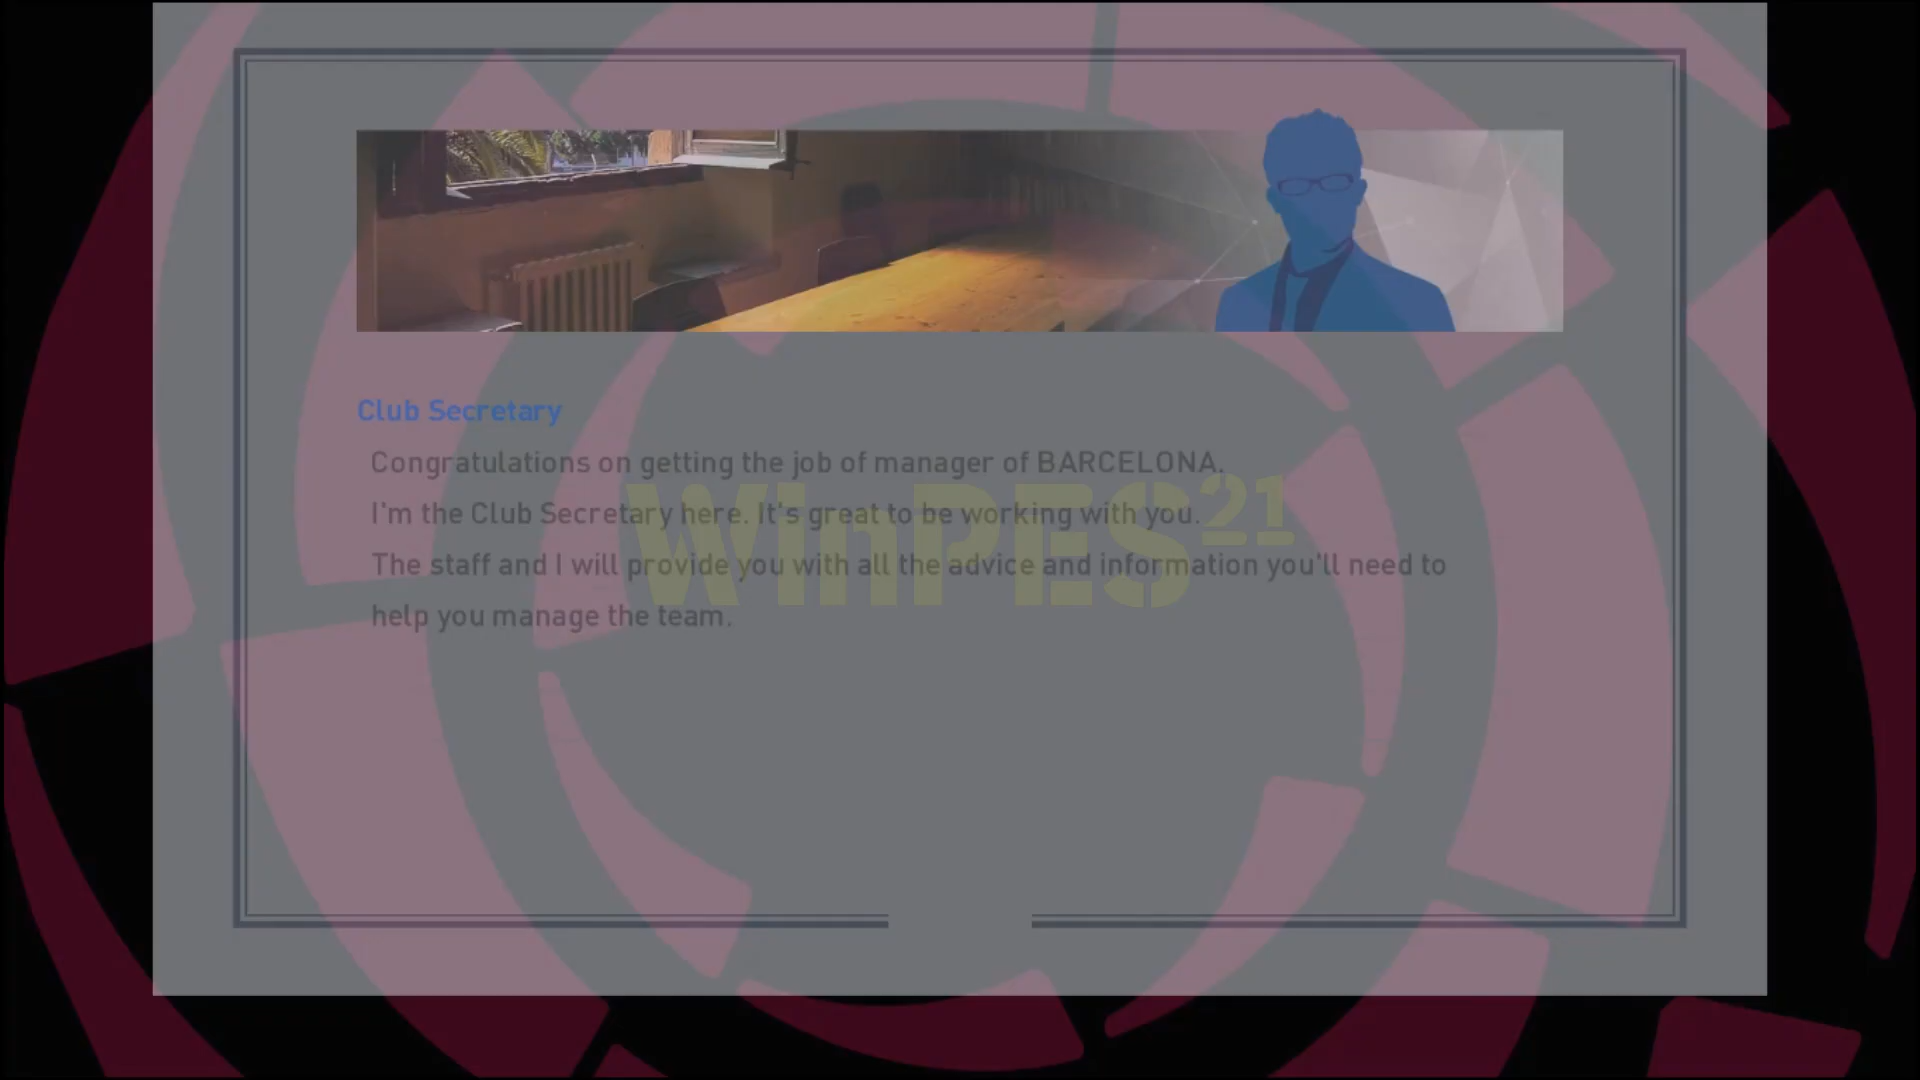 Club Secretary
Congratulations on getting the job of manager of BARCELONA.
I'm the Club Secretary here. It's great to be working with you.
The staff and I will provide you with all the advice and information you'll need to
help you manage the team.
WinPES21